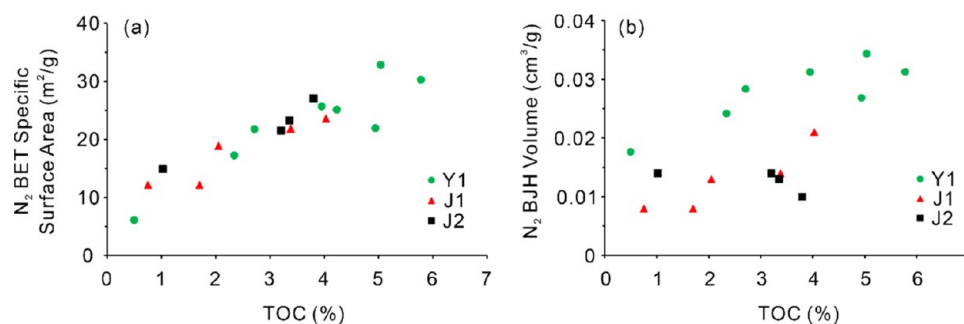 (a)
N₂ BET Specific
Surface Area (m²/g)
40
30
20
10
0
0 1 2 3 4 5 6 7
TOC (%)
Y1
J1
J2
(b)
N₂ BJH Volume (cm³/g)
0.04
0.03
0.02
0.01
0
0 1 2 3 4 5 6
TOC (%)
Y1
J1
J2